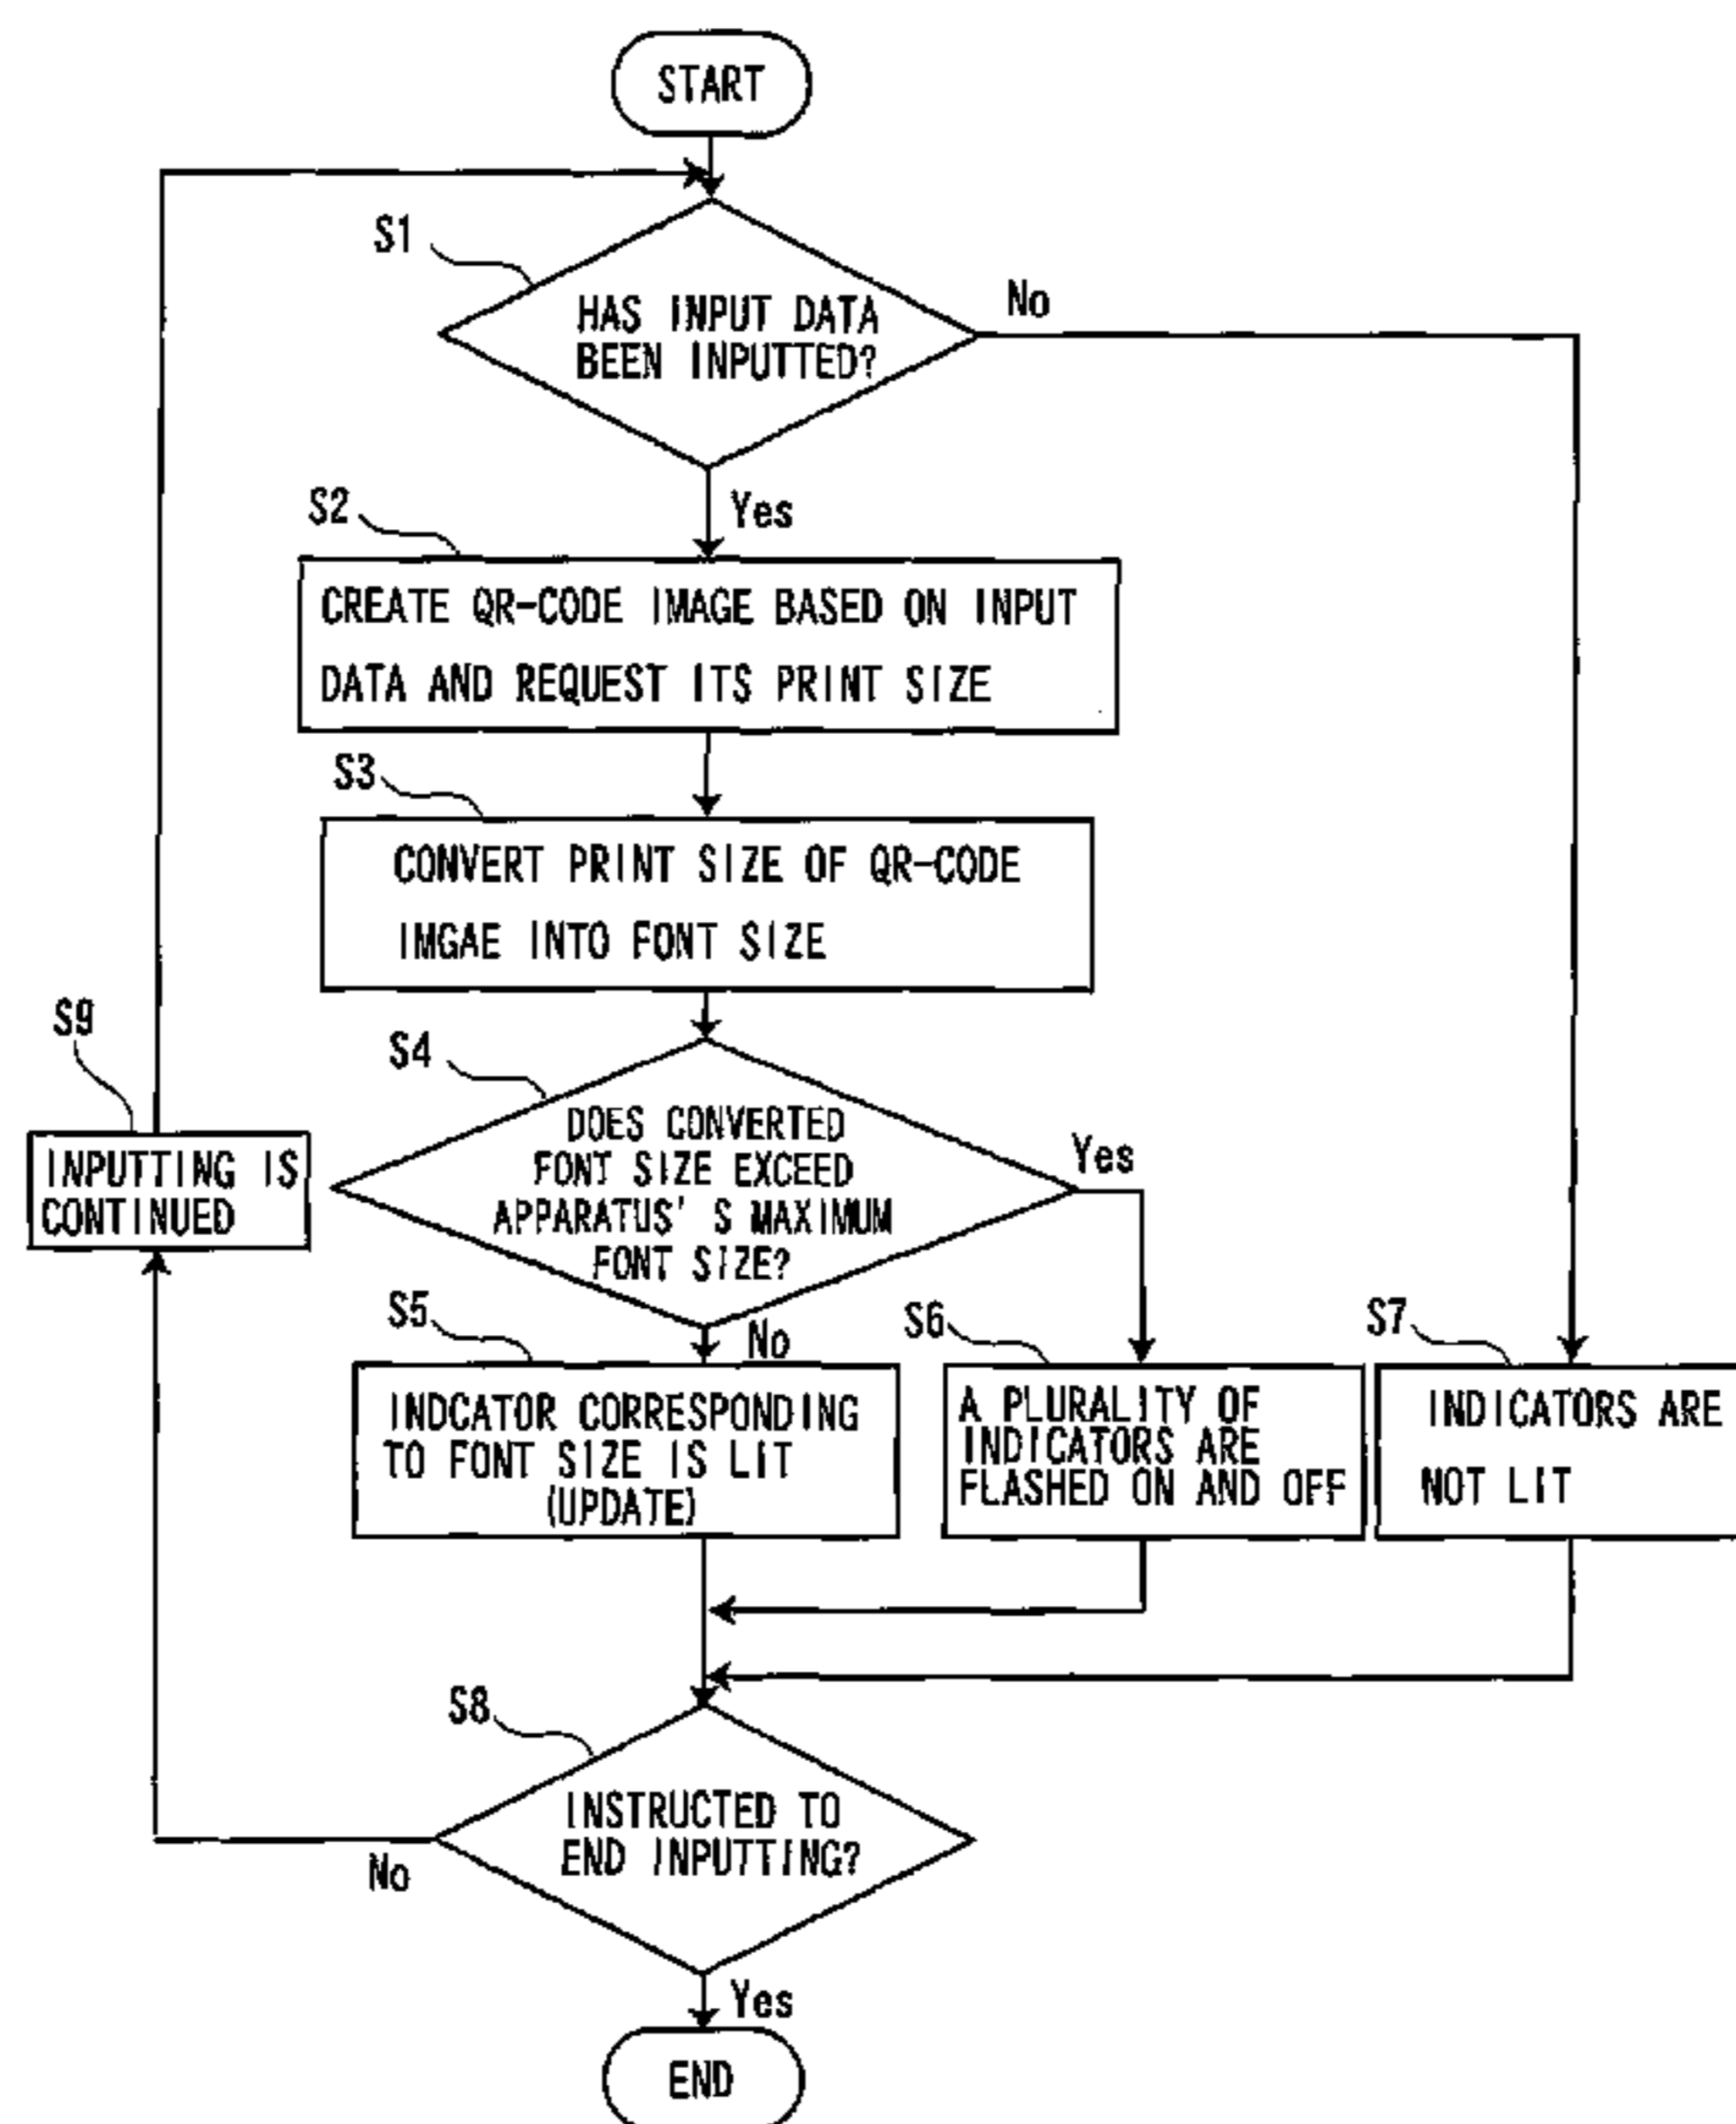 START
S1
HAS INPUT DATA
BEEN INPUTTED?
No
Yes
S2
CREATE QR-CODE IMAGE BASED ON INPUT
DATA AND REQUEST ITS PRINT SIZE
S3
CONVERT PRINT SIZE OF QR-CODE
IMGAE INTO FONT SIZE
S9
INPUTTING IS
CONTINUED
S4
DOES CONVERTED
FONT SIZE EXCEED
APPARATUS' S MAXIMUM
FONT SIZE?
Yes
No
S5
INDCATOR CORRESPONDING
TO FONT SIZE IS LIT
(UPDATE)
S6
A PLURALITY OF
INDICATORS ARE
FLASHED ON AND OFF
S7
INDICATORS ARE
NOT LIT
S8
INSTRUCTED TO
END INPUTTING?
No
Yes
END